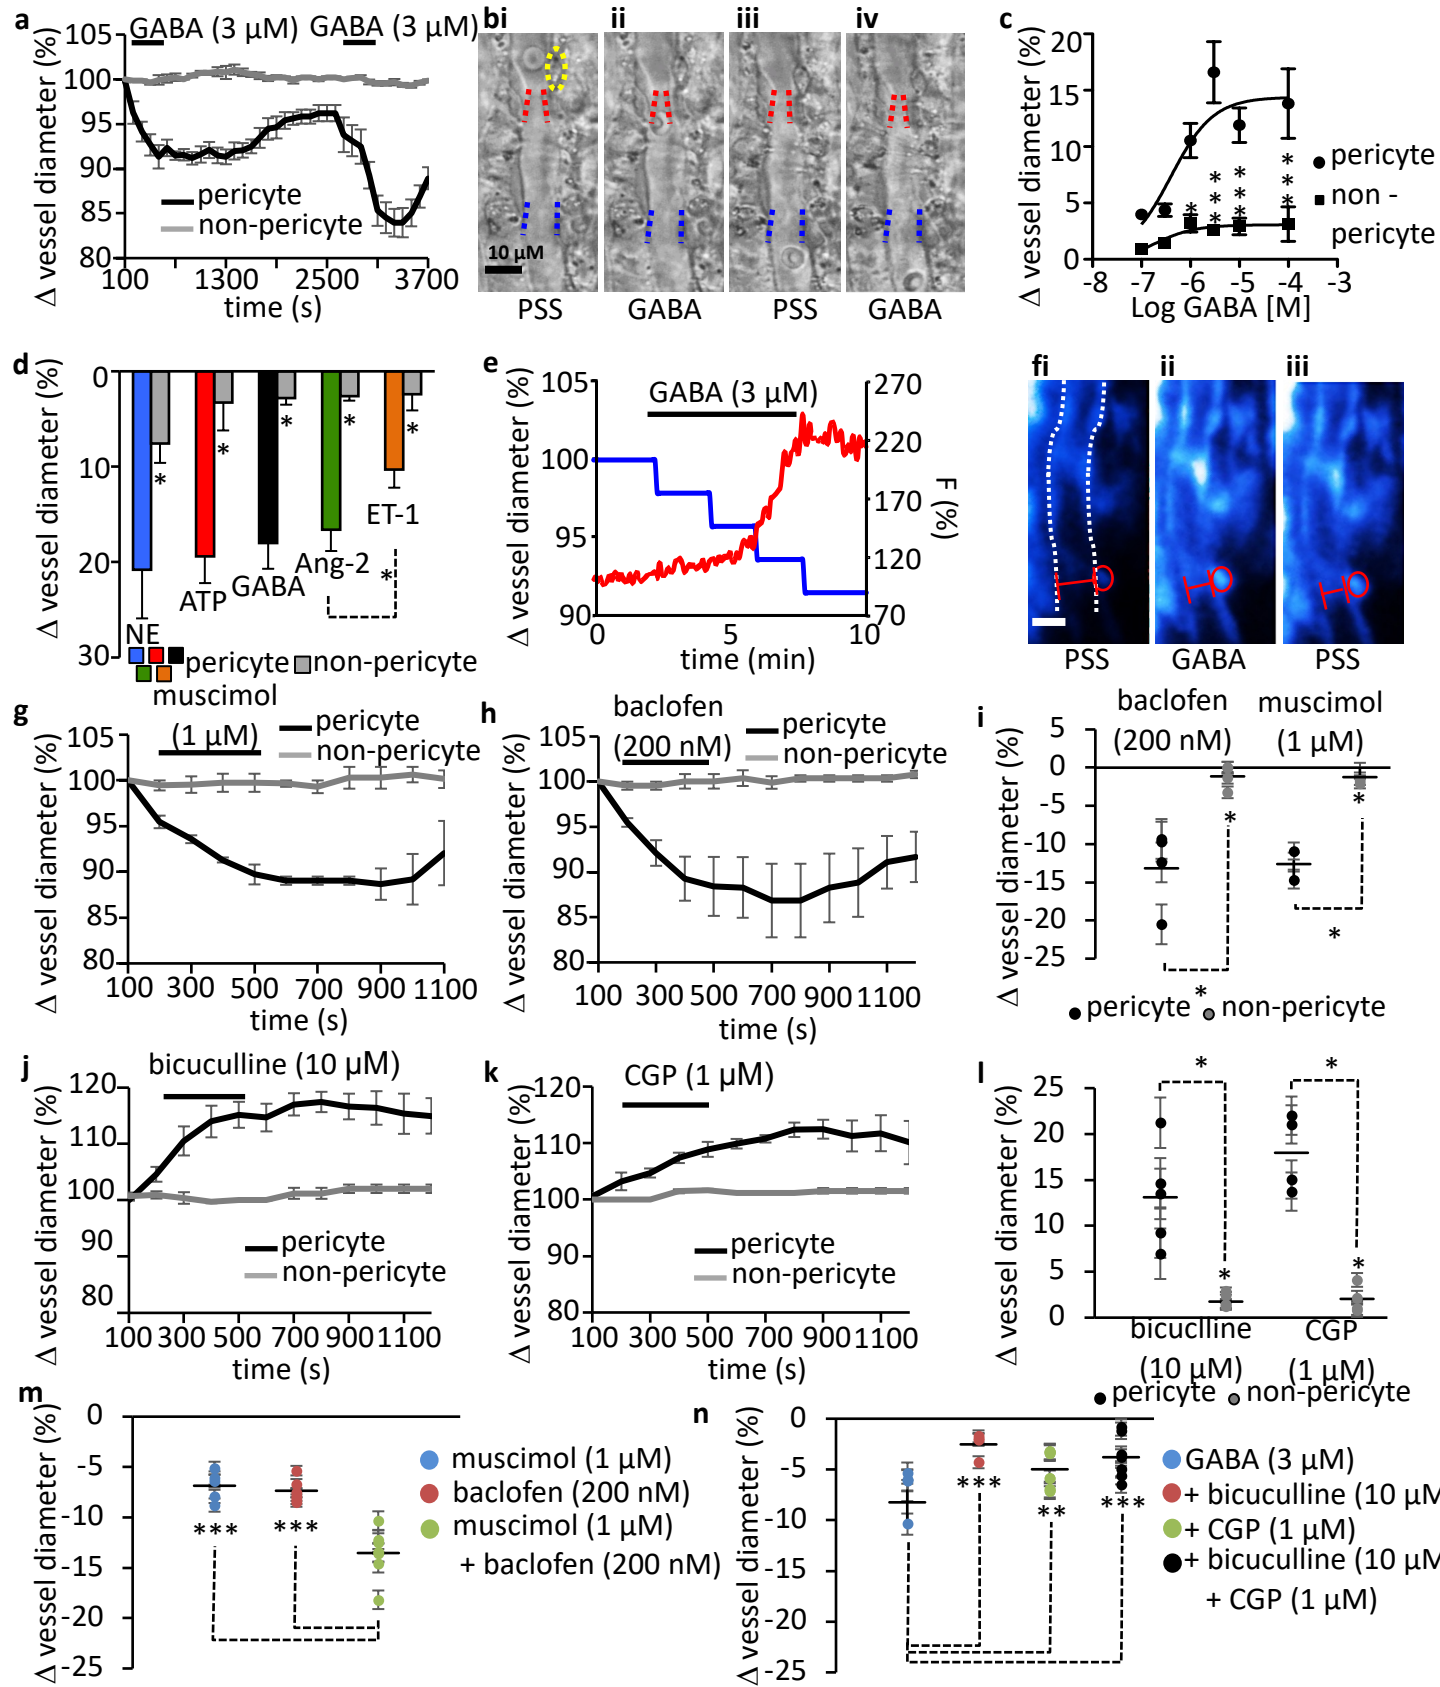 a
GABA (3 µM)
GABA (3 µM)
Δ vessel diameter (%)
105
100
95
90
85
80
pericyte
non-pericyte
100
1300
2500
3700
time (s)
bi
ii
iii
iv
10 µM
PSS
GABA
PSS
GABA
c
Δ vessel diameter (%)
20
15
10
5
0
*
***
***
***
pericyte
non -
pericyte
-8
-7
-6
-5
-4
-3
Log GABA [M]
d
Δ vessel diameter (%)
0
10
20
30
*
*
*
*
*
*
NE
ATP
GABA
Ang-2
ET-1
pericyte
non-pericyte
e
Δ vessel diameter (%)
105
100
95
90
GABA (3 µM)
270
220
170
120
70
F (%)
0
5
10
time (min)
fi
ii
iii
PSS
GABA
PSS
g
muscimol
(1 µM)
pericyte
non-pericyte
Δ vessel diameter (%)
105
100
95
90
85
80
100
300
500
700
900
1100
time (s)
h
baclofen
(200 nM)
pericyte
non-pericyte
Δ vessel diameter (%)
105
100
95
90
85
80
100
300
500
700
900
1100
time (s)
i
baclofen
(200 nM)
muscimol
(1 µM)
Δ vessel diameter (%)
5
0
-5
-10
-15
-20
-25
*
*
*
*
pericyte
non-pericyte
j
bicuculline (10 µM)
Δ vessel diameter (%)
120
110
100
90
80
pericyte
non-pericyte
100
300
500
700
900
1100
time (s)
k
CGP (1 µM)
Δ vessel diameter (%)
120
110
100
90
80
pericyte
non-pericyte
100
300
500
700
900
1100
time (s)
l
Δ vessel diameter (%)
25
20
15
10
5
0
*
*
*
*
bicuclline
(10 µM)
CGP
(1 µM)
pericyte
non-pericyte
m
Δ vessel diameter (%)
0
-5
-10
-15
-20
-25
***
***
muscimol (1 µM)
baclofen (200 nM)
muscimol (1 µM)
+ baclofen (200 nM)
n
Δ vessel diameter (%)
0
-5
-10
-15
-20
-25
***
**
***
GABA (3 µM)
+ bicuculline (10 µM
+ CGP (1 µM)
+ bicuculline (10 µM
+ CGP (1 µM)